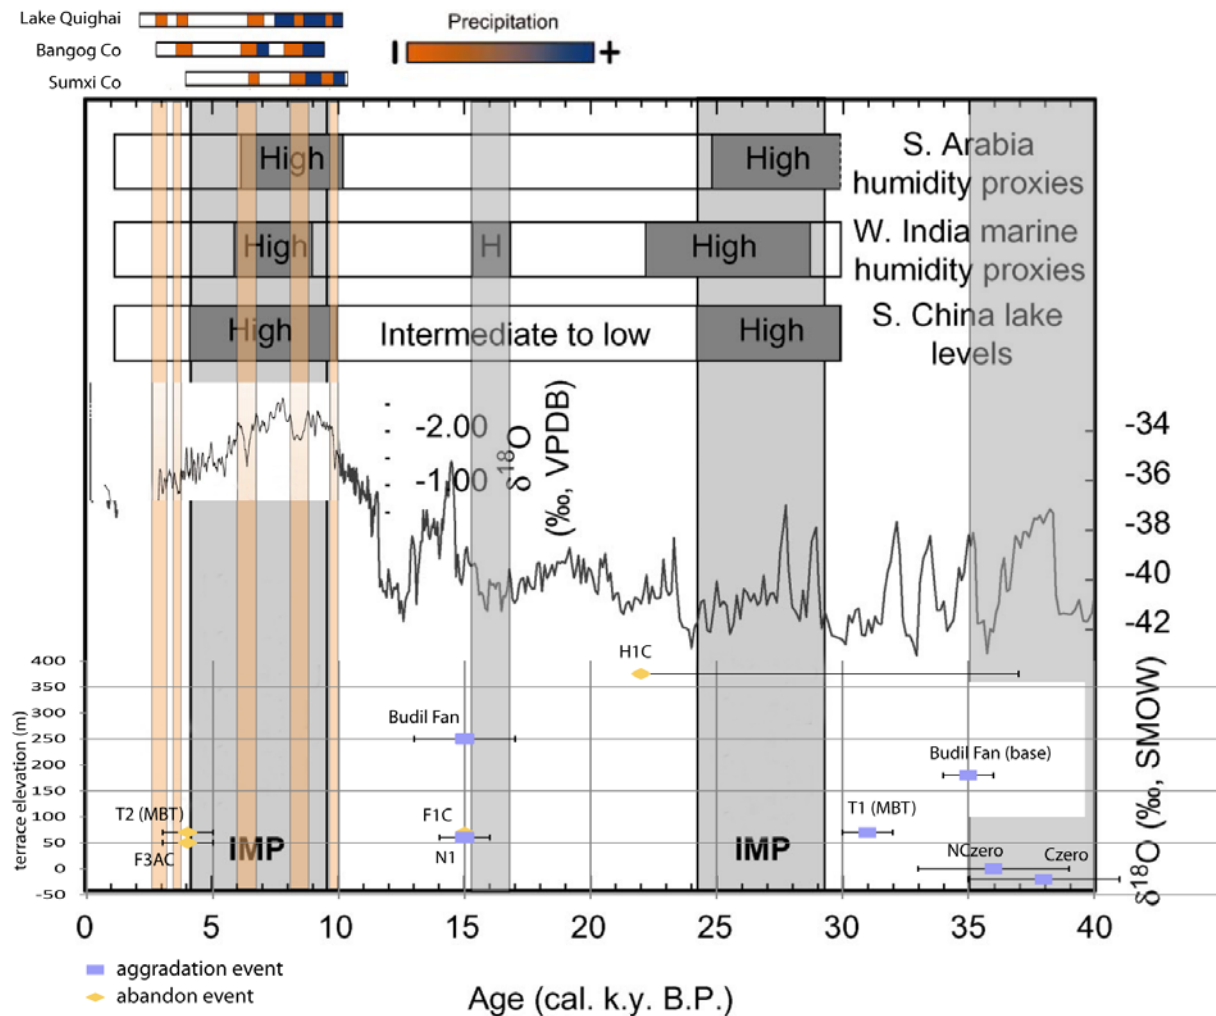 Lake Quighai
Bangog Co
Sumxi Co
Precipitation
I +
High High S. Arabia
humidity proxies
High H High W. India marine
humidity proxies
High Intermediate to low High S. China lake
levels
-2.00
-1.00
δ18O
(‰, VPDB)
-34
-36
-38
-40
-42
δ18O (‰, SMOW)
terrace elevation (m)
400
350
300
250
200
150
100
50
0
-50
H1C
Budil Fan
Budil Fan (base)
T2 (MBT)
F3AC
IMP
F1C
N1
IMP
T1 (MBT)
NCzero
Czero
0 5 10 15 20 25 30 35 40
aggradation event
abandon event
Age (cal. k.y. B.P.)